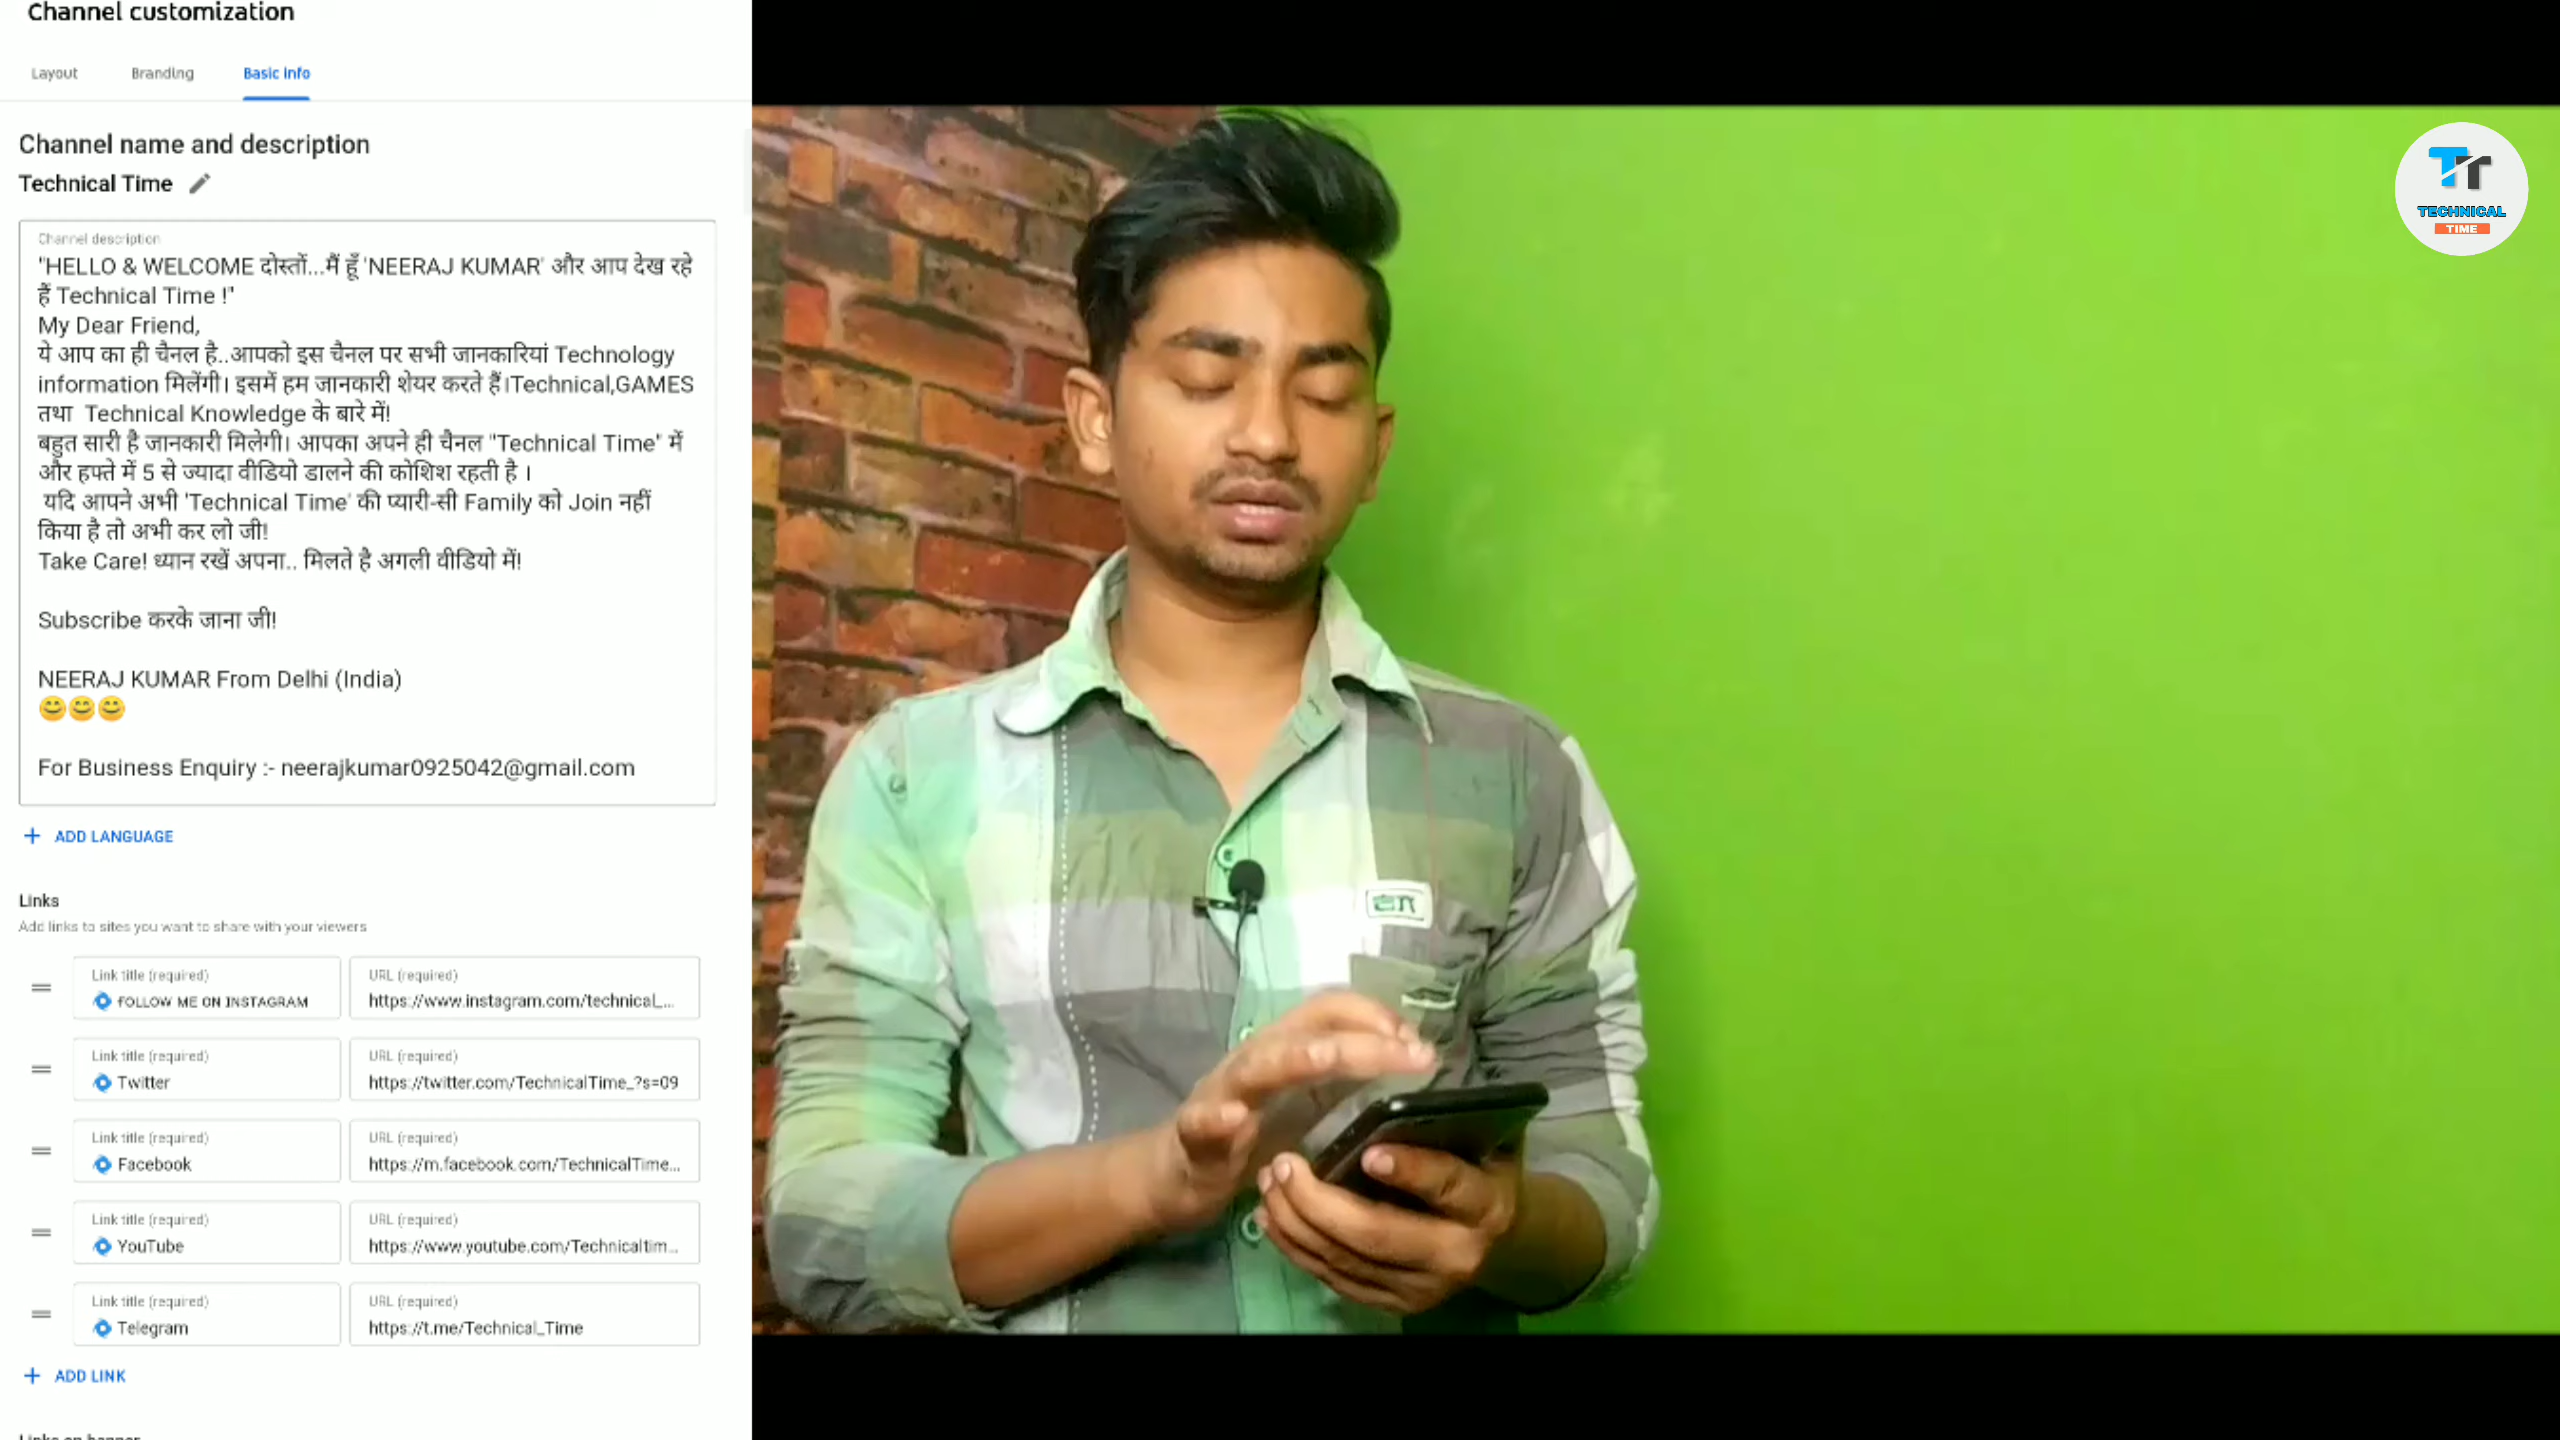 Channel customization
Layout
Branding
Basic info
Channel name and description
Technical Time
Channel description
"HELLO & WELCOME दोस्तों...मैं हूँ 'NEERAJ KUMAR' और आप देख रहे
हैं Technical Time !"
My Dear Friend,
ये आप का ही चैनल है..आपको इस चैनल पर सभी जानकारियां Technology
information मिलेंगी। इसमें हम जानकारी शेयर करते हैं।Technical,GAMES
तथा  Technical Knowledge के बारे में!
बहुत सारी है जानकारी मिलेगी। आपका अपने ही चैनल "Technical Time" में
और हफ्ते में 5 से ज्यादा वीडियो डालने की कोशिश रहती है ।
यदि आपने अभी 'Technical Time' की प्यारी-सी Family को Join नहीं
किया है तो अभी कर लो जी!
Take Care! ध्यान रखें अपना.. मिलते है अगली वीडियो में!
Subscribe करके जाना जी!
NEERAJ KUMAR From Delhi (India)
😊😊😊
For Business Enquiry :- neerajkumar0925042@gmail.com
+ ADD LANGUAGE
Links
Add links to sites you want to share with your viewers
Link title (required)
FOLLOW ME ON INSTAGRAM
URL (required)
https://www.instagram.com/technical_...
Link title (required)
Twitter
URL (required)
https://twitter.com/TechnicalTime_?s=09
Link title (required)
Facebook
URL (required)
https://m.facebook.com/TechnicalTime...
Link title (required)
YouTube
URL (required)
https://www.youtube.com/Technicaltim...
Link title (required)
Telegram
URL (required)
https://t.me/Technical_Time
+ ADD LINK
Links on banner
TT
TECHNICAL
TIME